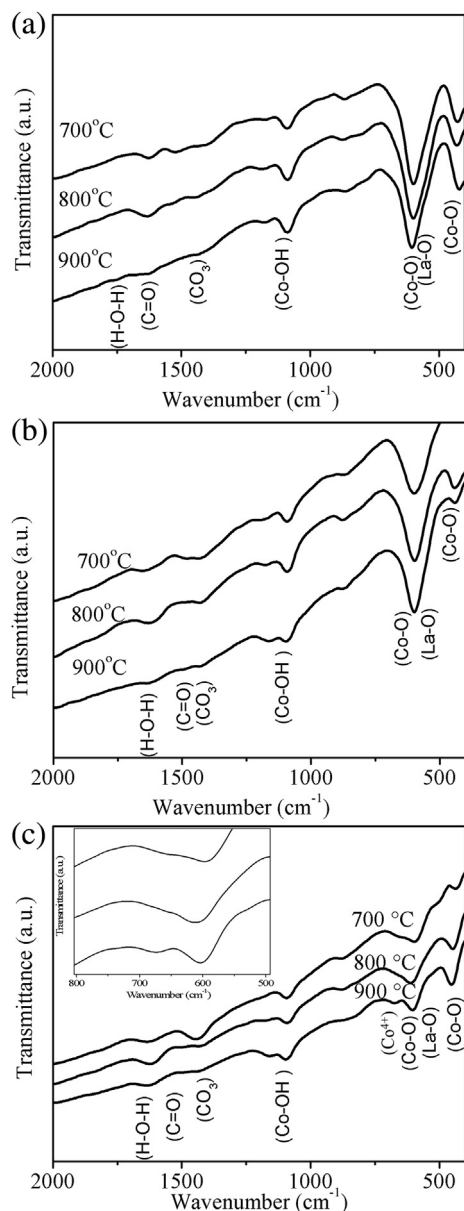 (a)
Transmittance (a.u.)
700°C
800°C
900°C
(H-O-H)
(C=O)
(CO3)
(Co-OH )
(Co-O)
(La-O)
(Co-O)
2000 1500 1000 500
Wavenumber (cm-1)
(b)
Transmittance (a.u.)
700°C
800°C
900°C
(H-O-H)
(C=O)
(CO3)
(Co-OH )
(Co-O)
(La-O)
(Co-O)
2000 1500 1000 500
Wavenumber (cm-1)
(c)
Transmittance (a.u.)
Transmittance (a.u.)
800 700 600 500
Wavenumber (cm-1)
700 °C
800 °C
900 °C
(H-O-H)
(C=O)
(CO3)
(Co-OH )
(Co4+)
(Co-O)
(La-O)
(Co-O)
2000 1500 1000 500
Wavenumber (cm-1)